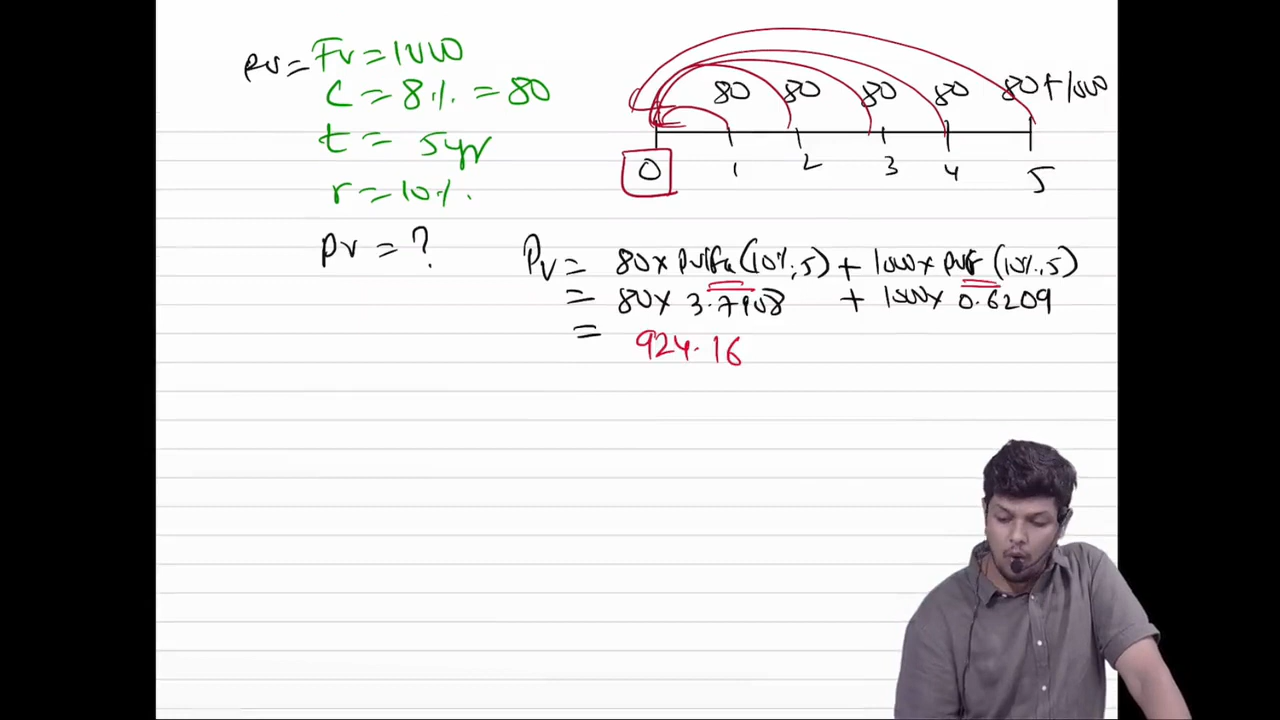 PV = FV = 1000
C = 8% = 80
t = 5yr
r = 10%.
PV = ?
80 80 80 80 80+1000
0 1 2 3 4 5
PV = 80 x PVIFa (10%, 5) + 1000 x PVF (10%, 5)
= 80 x 3.7908 + 1000 x 0.6209
= 924.16